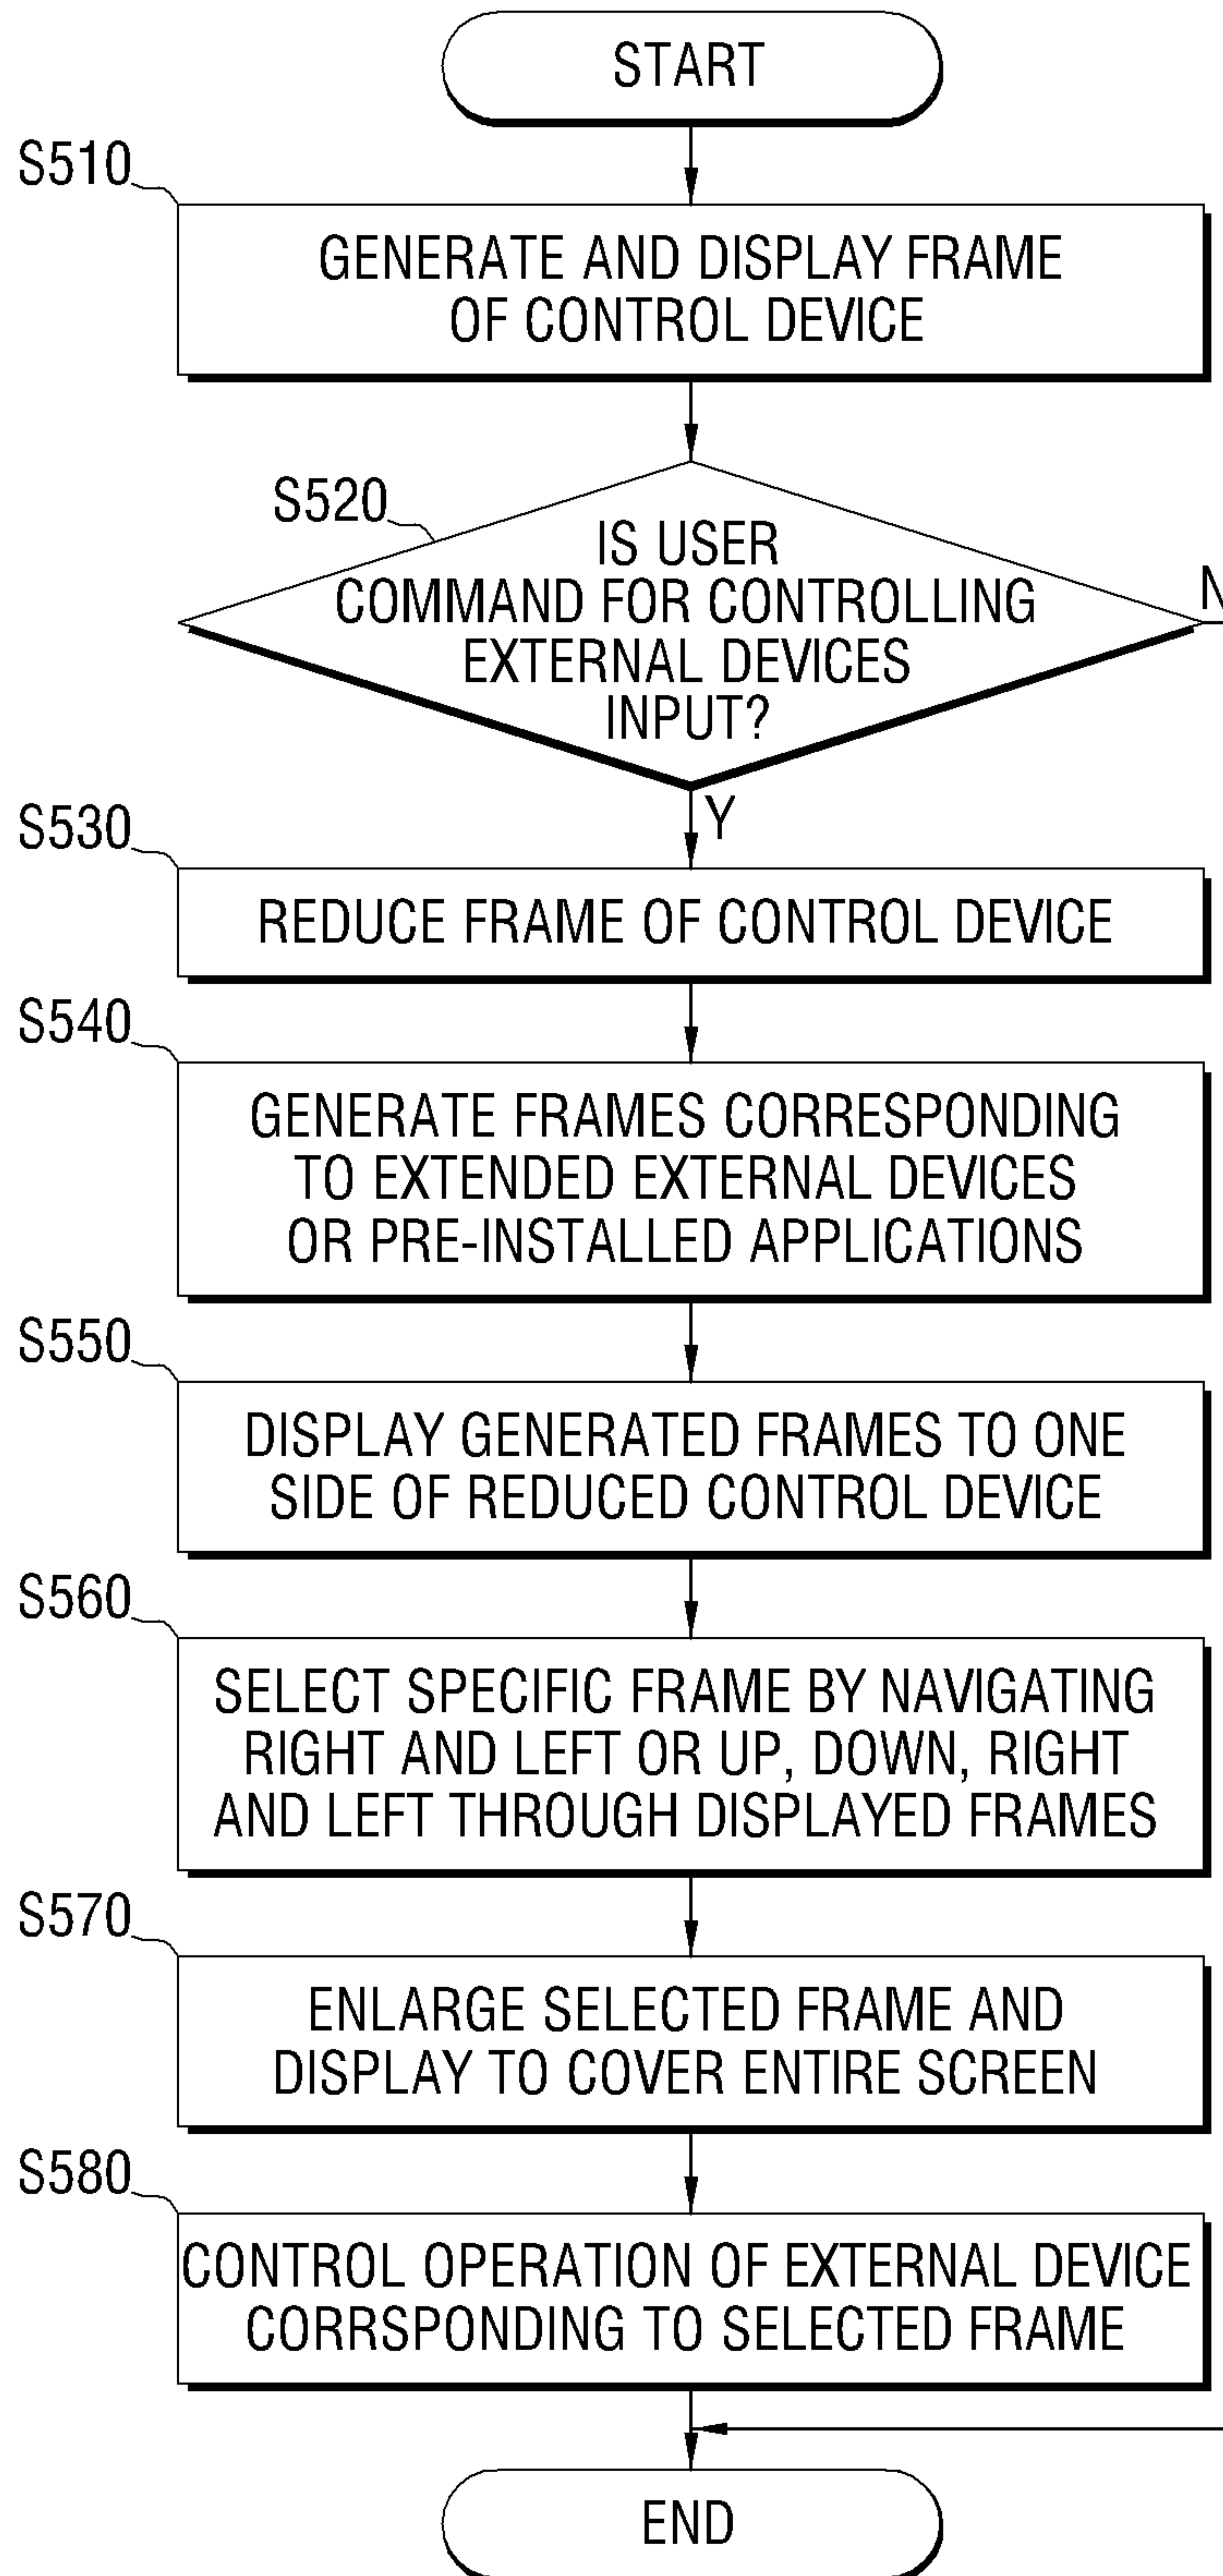 START
S510
GENERATE AND DISPLAY FRAME
OF CONTROL DEVICE
S520
IS USER
COMMAND FOR CONTROLLING
EXTERNAL DEVICES
INPUT?
N
Y
S530
REDUCE FRAME OF CONTROL DEVICE
S540
GENERATE FRAMES CORRESPONDING
TO EXTENDED EXTERNAL DEVICES
OR PRE-INSTALLED APPLICATIONS
S550
DISPLAY GENERATED FRAMES TO ONE
SIDE OF REDUCED CONTROL DEVICE
S560
SELECT SPECIFIC FRAME BY NAVIGATING
RIGHT AND LEFT OR UP, DOWN, RIGHT
AND LEFT THROUGH DISPLAYED FRAMES
S570
ENLARGE SELECTED FRAME AND
DISPLAY TO COVER ENTIRE SCREEN
S580
CONTROL OPERATION OF EXTERNAL DEVICE
CORRSPONDING TO SELECTED FRAME
END